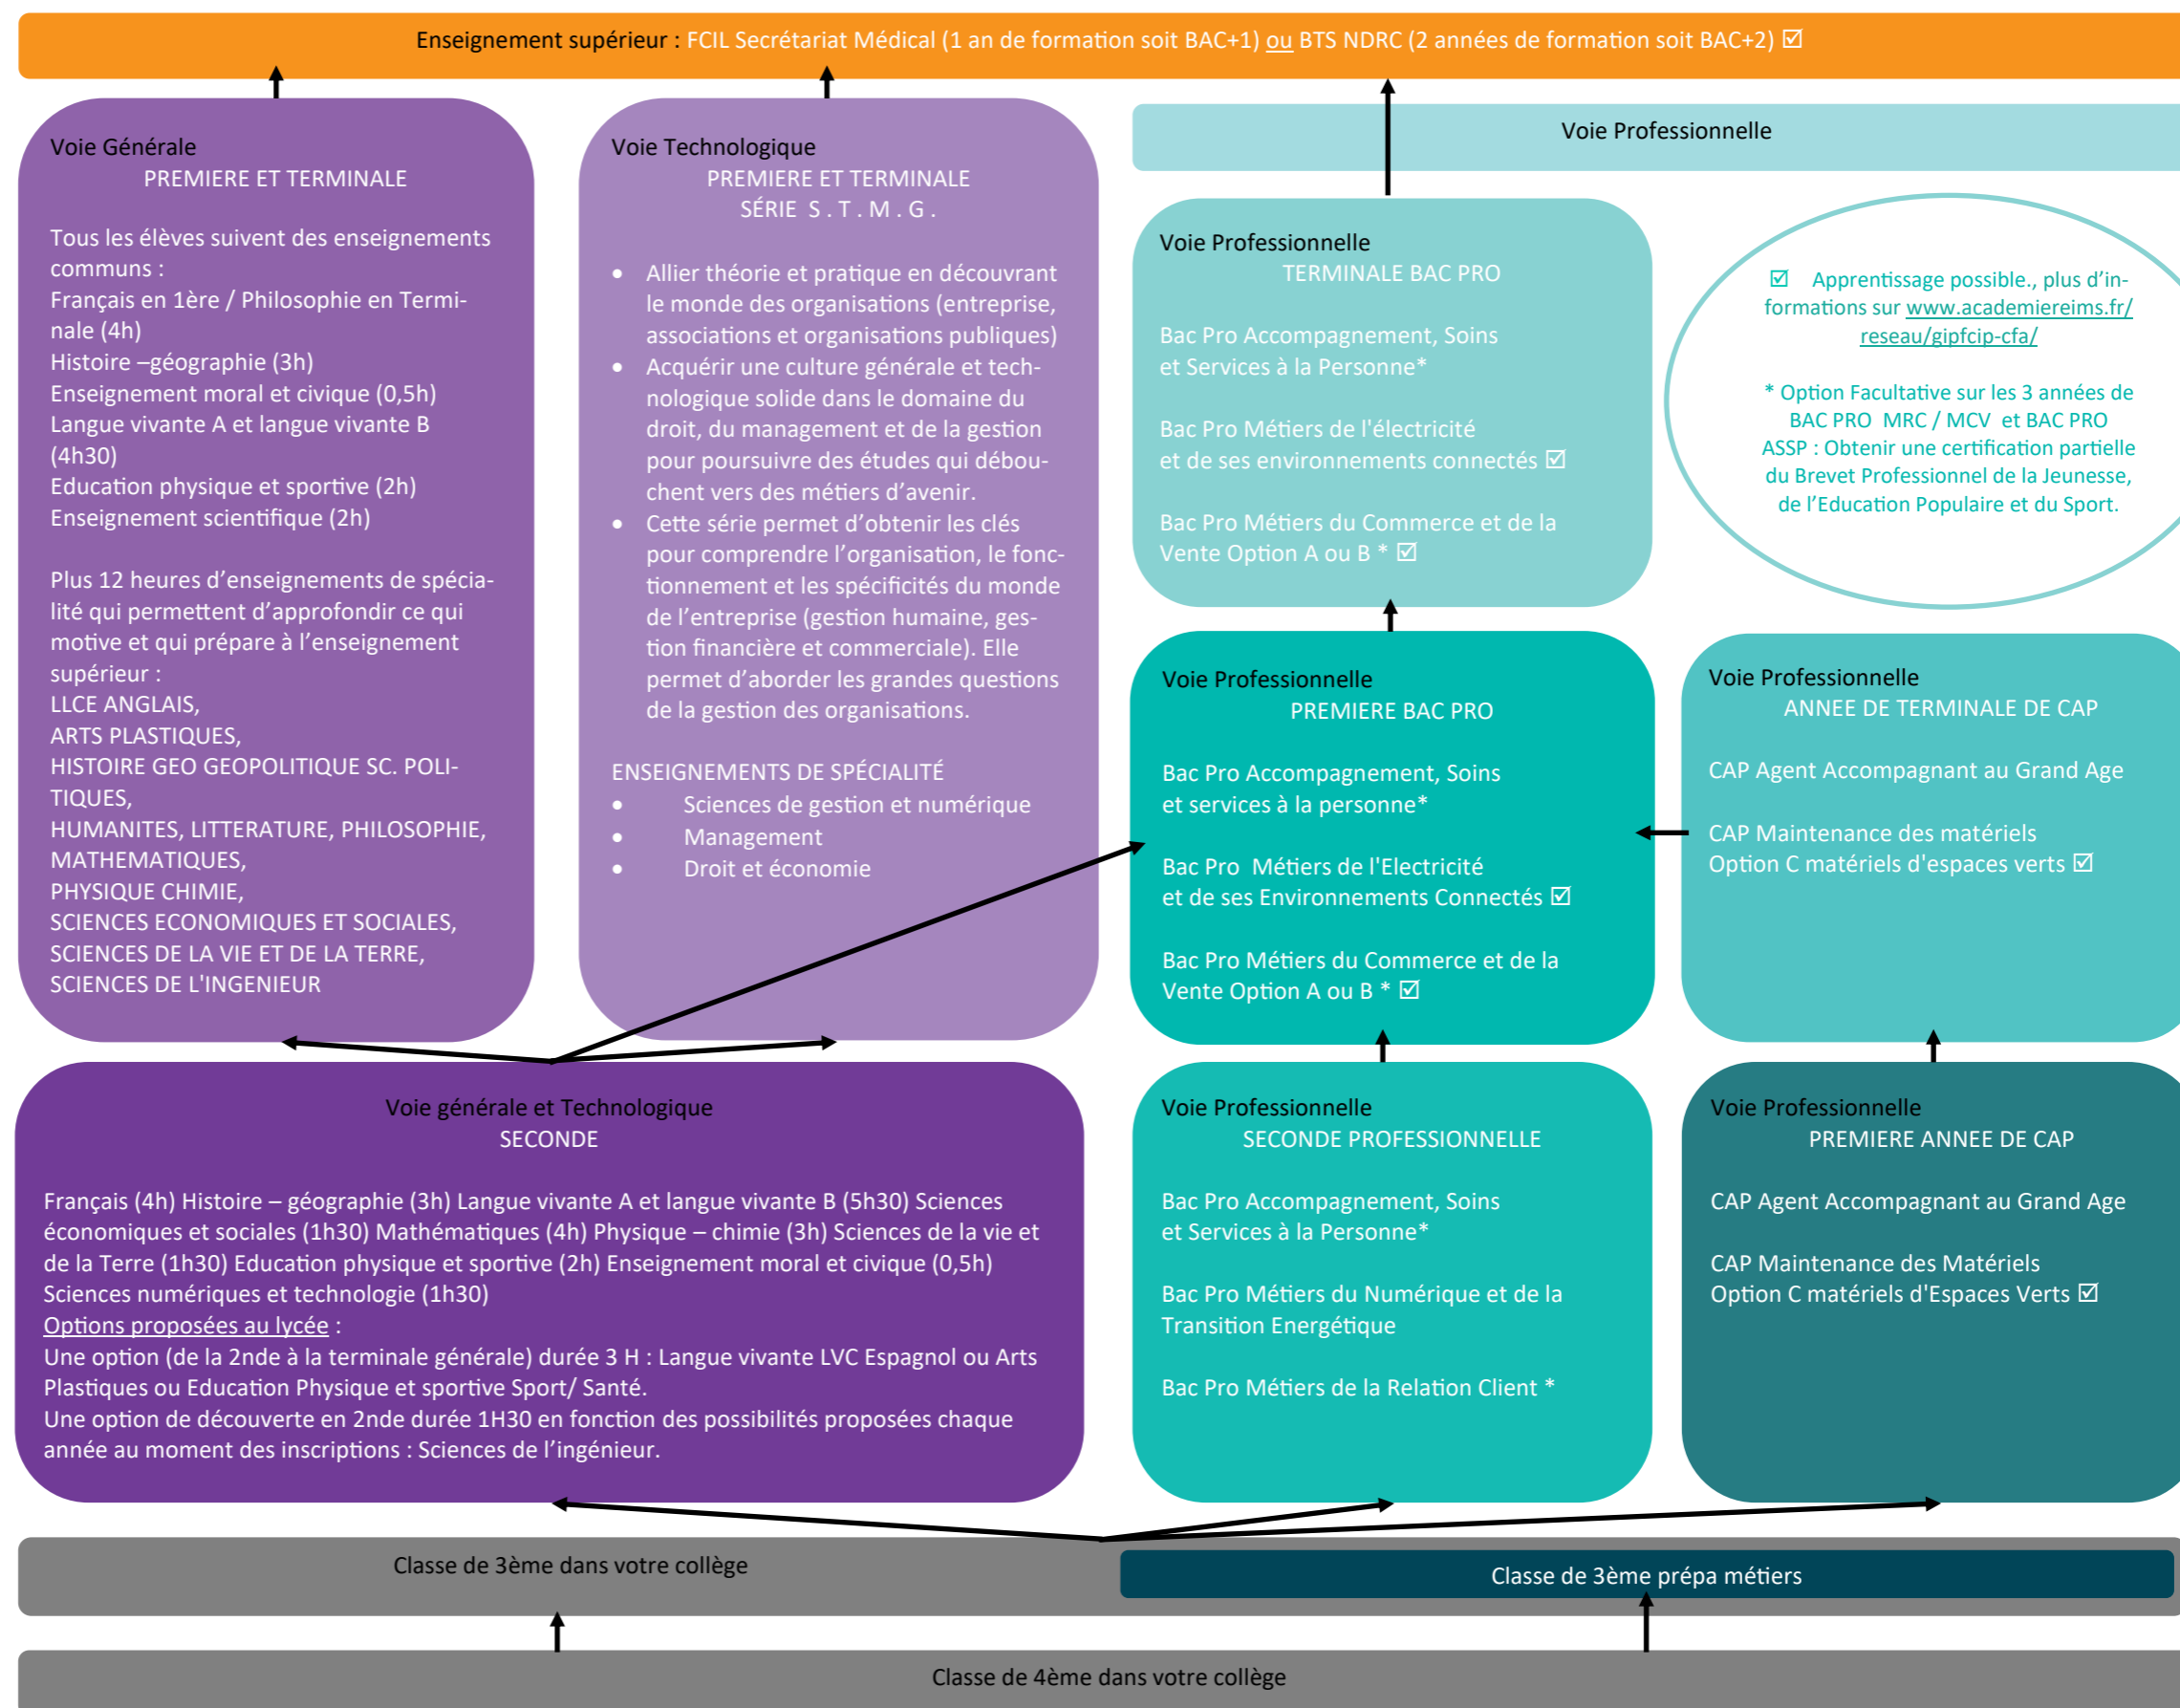 Enseignement supérieur : FCIL Secrétariat Médical (1 an de formation soit BAC+1) ou BTS NDRC (2 années de formation soit BAC+2) ☑
Voie Générale
PREMIERE ET TERMINALE
Tous les élèves suivent des enseignements
communs :
Français en 1ère / Philosophie en Termi-
nale (4h)
Histoire –géographie (3h)
Enseignement moral et civique (0,5h)
Langue vivante A et langue vivante B
(4h30)
Education physique et sportive (2h)
Enseignement scientifique (2h)
Plus 12 heures d’enseignements de spécia-
lité qui permettent d’approfondir ce qui
motive et qui prépare à l’enseignement
supérieur :
LLCE ANGLAIS,
ARTS PLASTIQUES,
HISTOIRE GEO GEOPOLITIQUE SC. POLI-
TIQUES,
HUMANITES, LITTERATURE, PHILOSOPHIE,
MATHEMATIQUES,
PHYSIQUE CHIMIE,
SCIENCES ECONOMIQUES ET SOCIALES,
SCIENCES DE LA VIE ET DE LA TERRE,
SCIENCES DE L'INGENIEUR
Voie Technologique
PREMIERE ET TERMINALE
SÉRIE S . T . M . G .
• Allier théorie et pratique en découvrant
le monde des organisations (entreprise,
associations et organisations publiques)
• Acquérir une culture générale et tech-
nologique solide dans le domaine du
droit, du management et de la gestion
pour poursuivre des études qui débou-
chent vers des métiers d’avenir.
• Cette série permet d’obtenir les clés
pour comprendre l’organisation, le fonc-
tionnement et les spécificités du monde
de l’entreprise (gestion humaine, ges-
tion financière et commerciale). Elle
permet d’aborder les grandes questions
de la gestion des organisations.
ENSEIGNEMENTS DE SPÉCIALITÉ
• Sciences de gestion et numérique
• Management
• Droit et économie
Voie Professionnelle
Voie Professionnelle
TERMINALE BAC PRO
Bac Pro Accompagnement, Soins
et Services à la Personne*
Bac Pro Métiers de l'électricité
et de ses environnements connectés ☑
Bac Pro Métiers du Commerce et de la
Vente Option A ou B * ☑
☑ Apprentissage possible., plus d’in-
formations sur www.academiereims.fr/
reseau/gipfcip-cfa/
* Option Facultative sur les 3 années de
BAC PRO MRC / MCV et BAC PRO
ASSP : Obtenir une certification partielle
du Brevet Professionnel de la Jeunesse,
de l’Education Populaire et du Sport.
Voie Professionnelle
PREMIERE BAC PRO
Bac Pro Accompagnement, Soins
et services à la personne*
Bac Pro Métiers de l'Electricité
et de ses Environnements Connectés ☑
Bac Pro Métiers du Commerce et de la
Vente Option A ou B * ☑
Voie Professionnelle
ANNEE DE TERMINALE DE CAP
CAP Agent Accompagnant au Grand Age
CAP Maintenance des matériels
Option C matériels d'espaces verts ☑
Voie générale et Technologique
SECONDE
Français (4h) Histoire – géographie (3h) Langue vivante A et langue vivante B (5h30) Sciences
économiques et sociales (1h30) Mathématiques (4h) Physique – chimie (3h) Sciences de la vie et
de la Terre (1h30) Education physique et sportive (2h) Enseignement moral et civique (0,5h)
Sciences numériques et technologie (1h30)
Options proposées au lycée :
Une option (de la 2nde à la terminale générale) durée 3 H : Langue vivante LVC Espagnol ou Arts
Plastiques ou Education Physique et sportive Sport/ Santé.
Une option de découverte en 2nde durée 1H30 en fonction des possibilités proposées chaque
année au moment des inscriptions : Sciences de l’ingénieur.
Voie Professionnelle
SECONDE PROFESSIONNELLE
Bac Pro Accompagnement, Soins
et Services à la Personne*
Bac Pro Métiers du Numérique et de la
Transition Energétique
Bac Pro Métiers de la Relation Client *
Voie Professionnelle
PREMIERE ANNEE DE CAP
CAP Agent Accompagnant au Grand Age
CAP Maintenance des Matériels
Option C matériels d'Espaces Verts ☑
Classe de 3ème dans votre collège
Classe de 3ème prépa métiers
Classe de 4ème dans votre collège